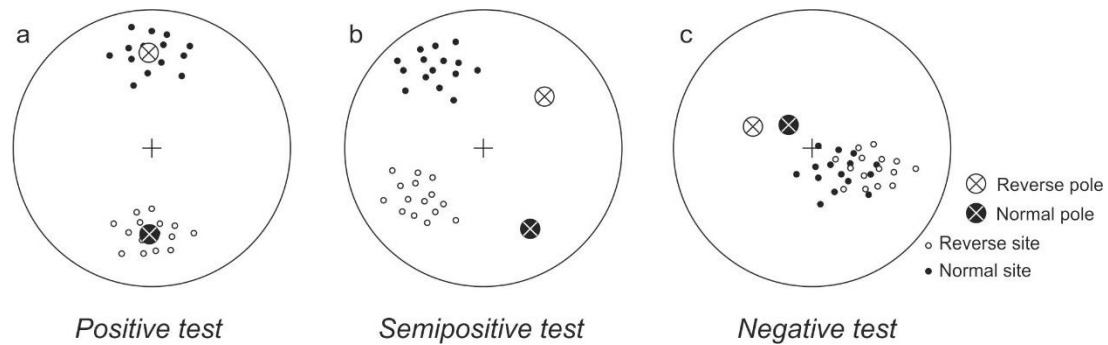 a
b
c
Reverse pole
Normal pole
Reverse site
Normal site
Positive test
Semipositive test
Negative test